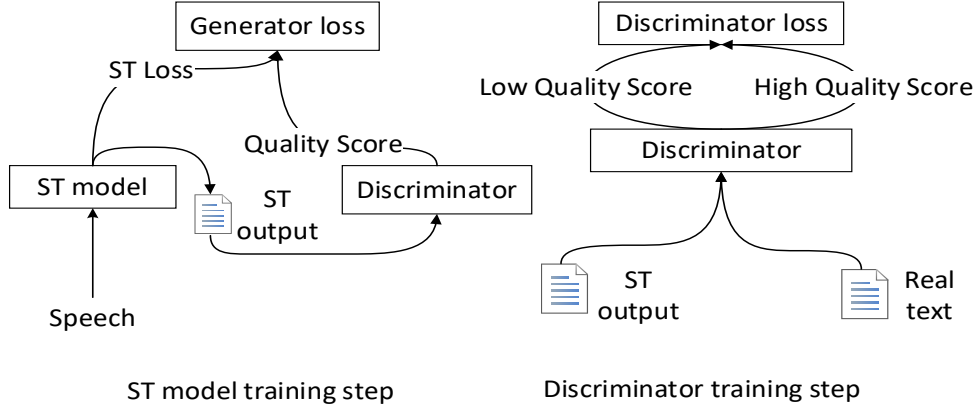 Generator loss
ST Loss
Quality Score
ST model
ST
output
Discriminator
Speech
ST model training step
Discriminator loss
Low Quality Score
High Quality Score
Discriminator
ST
output
Real
text
Discriminator training step